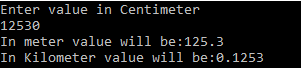 Enter value in Centimeter
12530
In meter value will be:125.3
In Kilometer value will be:0.1253